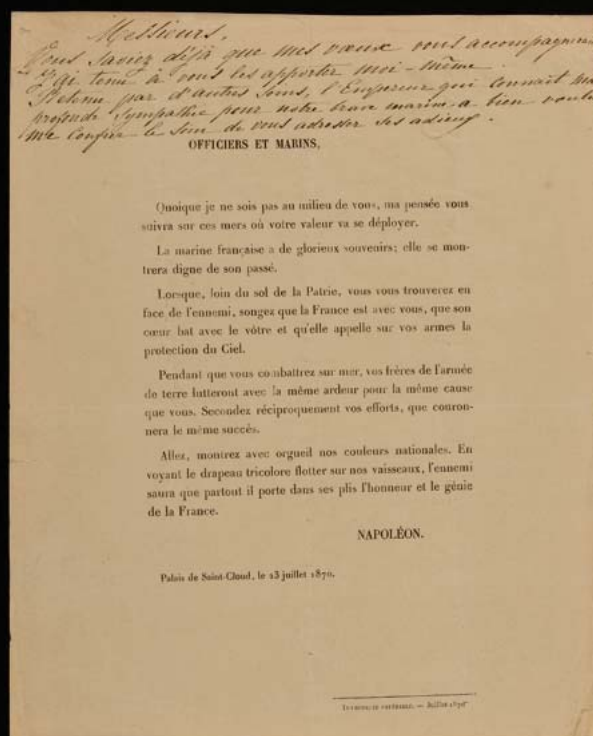 Messieurs,
Vous Saviez déjà que mes vœux vous accompagnent
J'ai tenu à vous les apporter moi-même.
Retenu par d'autres soins, l'Empereur qui connait ma
profonde Sympathie pour notre brave marine a bien voulu
me Confier le soin de vous adresser ses adieux.
OFFICIERS ET MARINS,
Quoique je ne sois pas au milieu de vous, ma pensée vous
suivra sur ces mers où votre valeur va se déployer.
La marine française a de glorieux souvenirs; elle se mon-
trera digne de son passé.
Lorsque, loin du sol de la Patrie, vous vous trouverez en
face de l'ennemi, songez que la France est avec vous, que son
cœur bat avec le vôtre et qu'elle appelle sur vos armes la
protection du Ciel.
Pendant que vous combattrez sur mer, vos frères de l'armée
de terre lutteront avec la même ardeur pour la même cause
que vous. Secondez réciproquement vos efforts, que couron-
nera le même succès.
Allez, montrez avec orgueil nos couleurs nationales. En
voyant le drapeau tricolore flotter sur nos vaisseaux, l'ennemi
saura que partout il porte dans ses plis l'honneur et le génie
de la France.
NAPOLÉON.
Palais de Saint-Cloud, le 23 juillet 1870.
— Juillet 1870